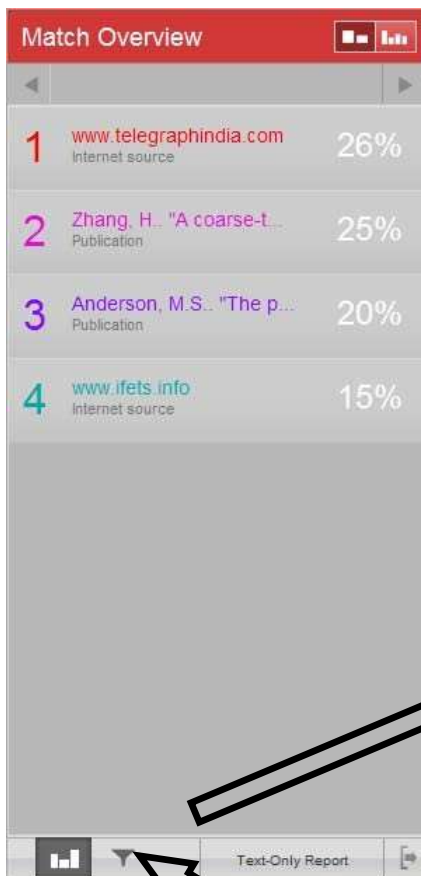 Match Overview
1 www.telegraphindia.com 26%
Internet source
2 Zhang, H.. "A coarse-t... 25%
Publication
3 Anderson, M.S.. "The p... 20%
Publication
4 www.ifets.info 15%
Internet source
Text-Only Report